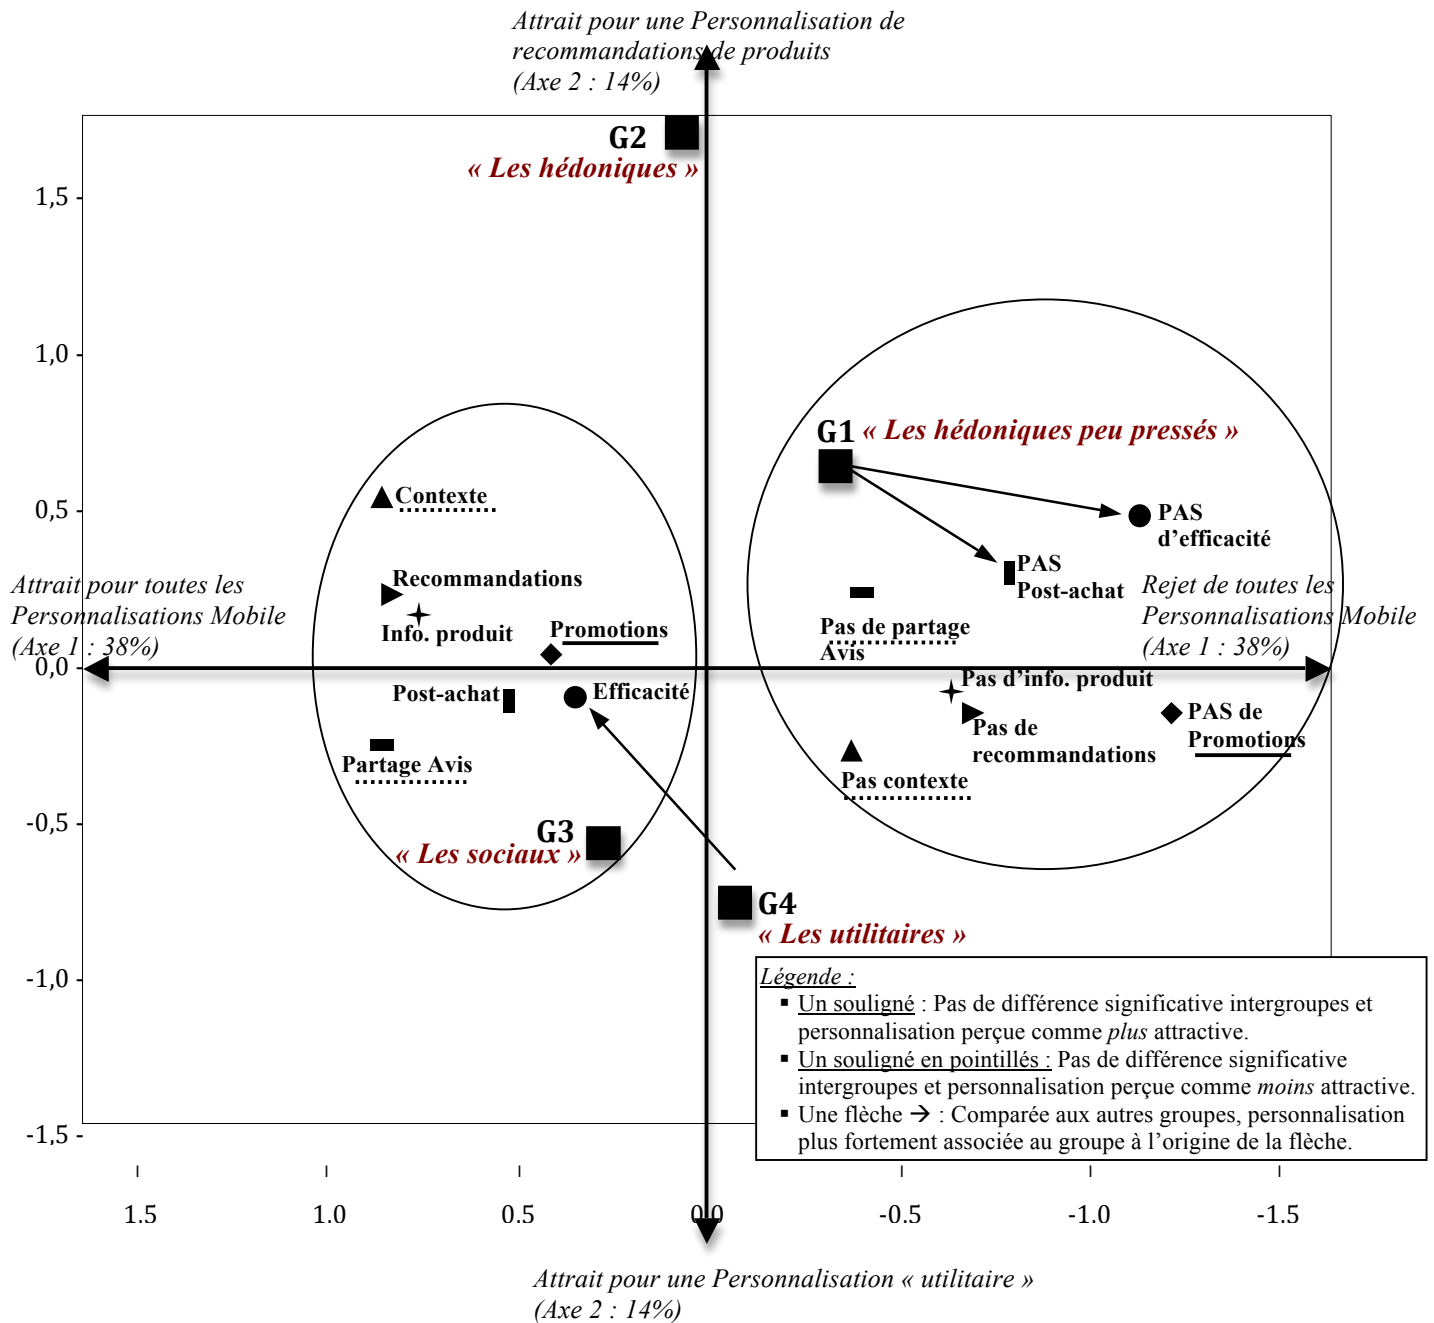 Attrait pour une Personnalisation de
recommandations de produits
(Axe 2 : 14%)
G2
« Les hédoniques »
1,5
1,0
G1 « Les hédoniques peu pressés »
Contexte
0,5
PAS
d’efficacité
Attrait pour toutes les
Personnalisations Mobile
(Axe 1 : 38%)
Recommandations
Info. produit
Promotions
PAS
Post-achat
Rejet de toutes les
Personnalisations Mobile
(Axe 1 : 38%)
Pas de partage
Avis
0,0
Post-achat
Efficacité
Pas d’info. produit
Pas de
recommandations
PAS de
Promotions
Partage Avis
Pas contexte
-0,5
G3
« Les sociaux »
G4
« Les utilitaires »
-1,0
Légende :
▪ Un souligné : Pas de différence significative intergroupes et
personnalisation perçue comme plus attractive.
▪ Un souligné en pointillés : Pas de différence significative
intergroupes et personnalisation perçue comme moins attractive.
▪ Une flèche → : Comparée aux autres groupes, personnalisation
plus fortement associée au groupe à l’origine de la flèche.
-1,5
1.5 1.0 0.5 0.0 -0.5 -1.0 -1.5
Attrait pour une Personnalisation « utilitaire »
(Axe 2 : 14%)